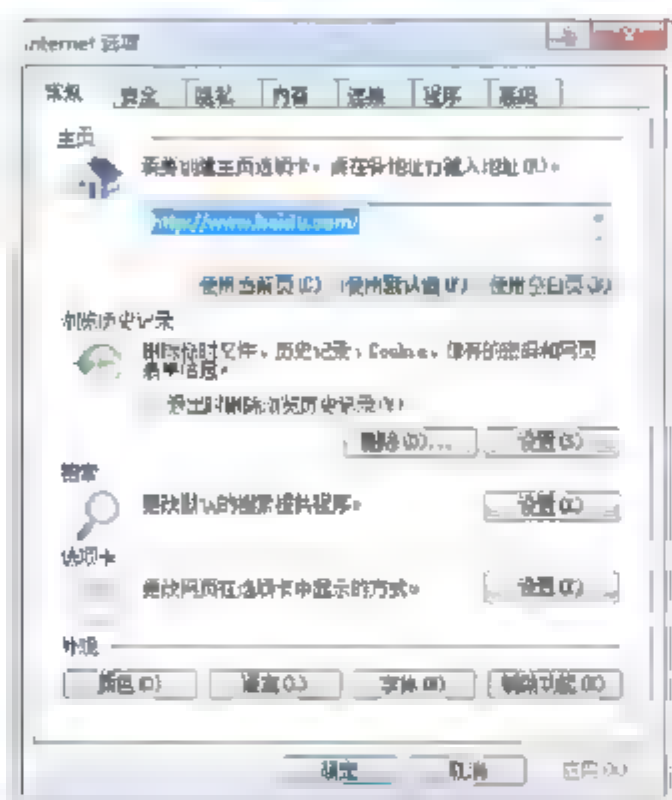 Internet 选项
常规 安全 隐私 内容 连接 程序 高级
主页
若要创建主页选项卡，请在各地址行键入地址(R)。
http://www.baidu.com/
使用当前页(C) 使用默认值(F) 使用空白页(B)
浏览历史记录
删除临时文件、历史记录、Cookie、保存的密码和网页
表单信息。
退出时删除浏览历史记录(W)
删除(D)... 设置(S)
搜索
更改默认的搜索提供程序。 设置(E)
选项卡
更改网页在选项卡中显示的方式。 设置(T)
外观
颜色(O) 语言(L) 字体(N) 辅助功能(E)
确定 取消 应用(A)